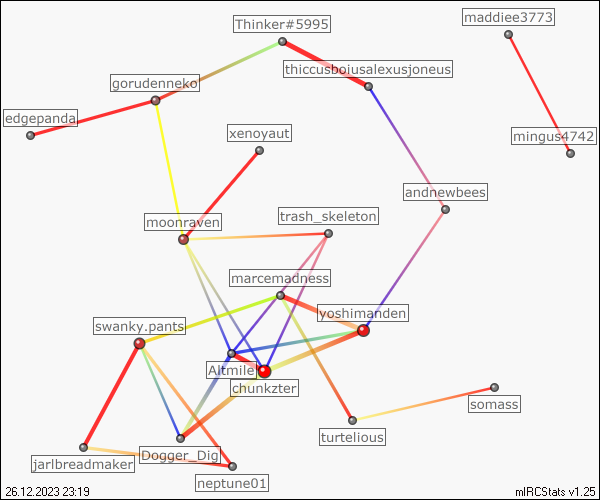 maddiee3773
Thinker#5995
thiccusboiusalexusjoneus
gorudenneko
edgepanda
xenoyaut
mingus4742
andnewbees
trash_skeleton
moonraven
marcemadness
yoshimanden
swanky.pants
Altmile
chunkzter
somass
turtelious
Dogger_Dig
jarlbreadmaker
neptune01
26.12.2023 23:19
mIRCStats v1.25